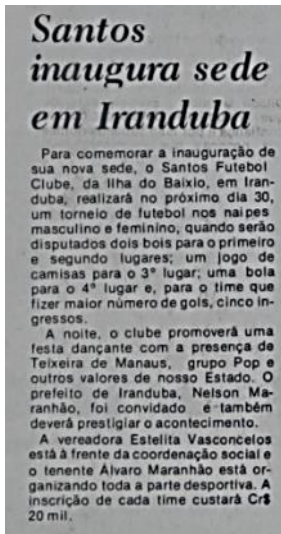 Santos
inaugura sede
em Iranduba
Para comemorar a inauguração de
sua nova sede, o Santos Futebol
Clube, da Ilha do Baixio, em Iran-
duba, realizará no próximo dia 30,
um torneio de futebol nos naipes
masculino e feminino, quando serão
disputados dois bois para o primeiro
e segundo lugares; um jogo de
camisas para o 3º lugar; uma bola
para o 4º lugar e, para o time que
fizer maior número de gols, cinco in-
gressos.
A noite, o clube promoverá uma
festa dançante com a presença de
Teixeira de Manaus, grupo Pop e
outros valores de nosso Estado. O
prefeito de Iranduba, Nelson Ma-
ranhão, foi convidado e também
deverá prestigiar o acontecimento.
A vereadora Estelita Vasconcelos
está à frente da coordenação social e
o tenente Álvaro Maranhão está or-
ganizando toda a parte desportiva. A
inscrição de cada time custará Cr$
20 mil.